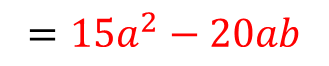 = 15a² − 20ab